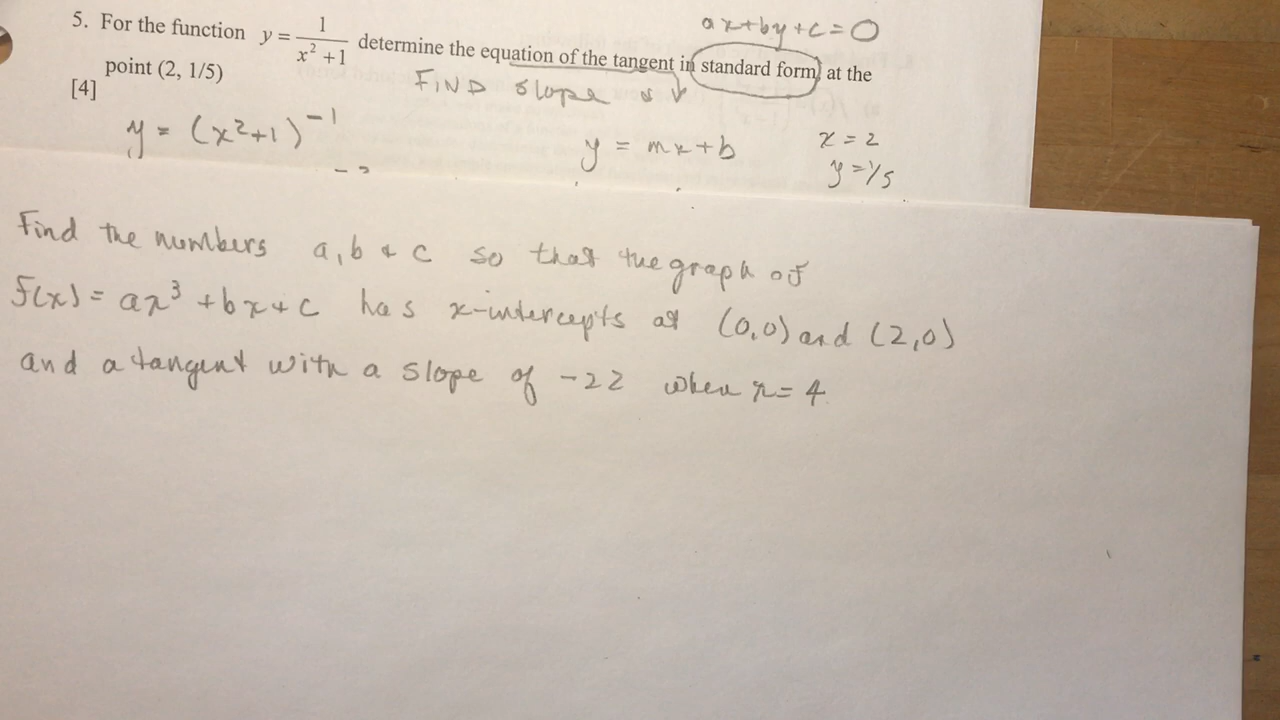 ax+by+c=0
5. For the function y = 1/(x² +1) determine the equation of the tangent in standard form at the
point (2, 1/5)
[4]
FIND slope
y = (x²+1)⁻¹
y = mx+b
x = 2
y = 1/5
Find the numbers a, b & c so that the graph of
f(x) = ax³ + bx + c has x-intercepts at (0,0) and (2,0)
and a tangent with a slope of -22 when x = 4.